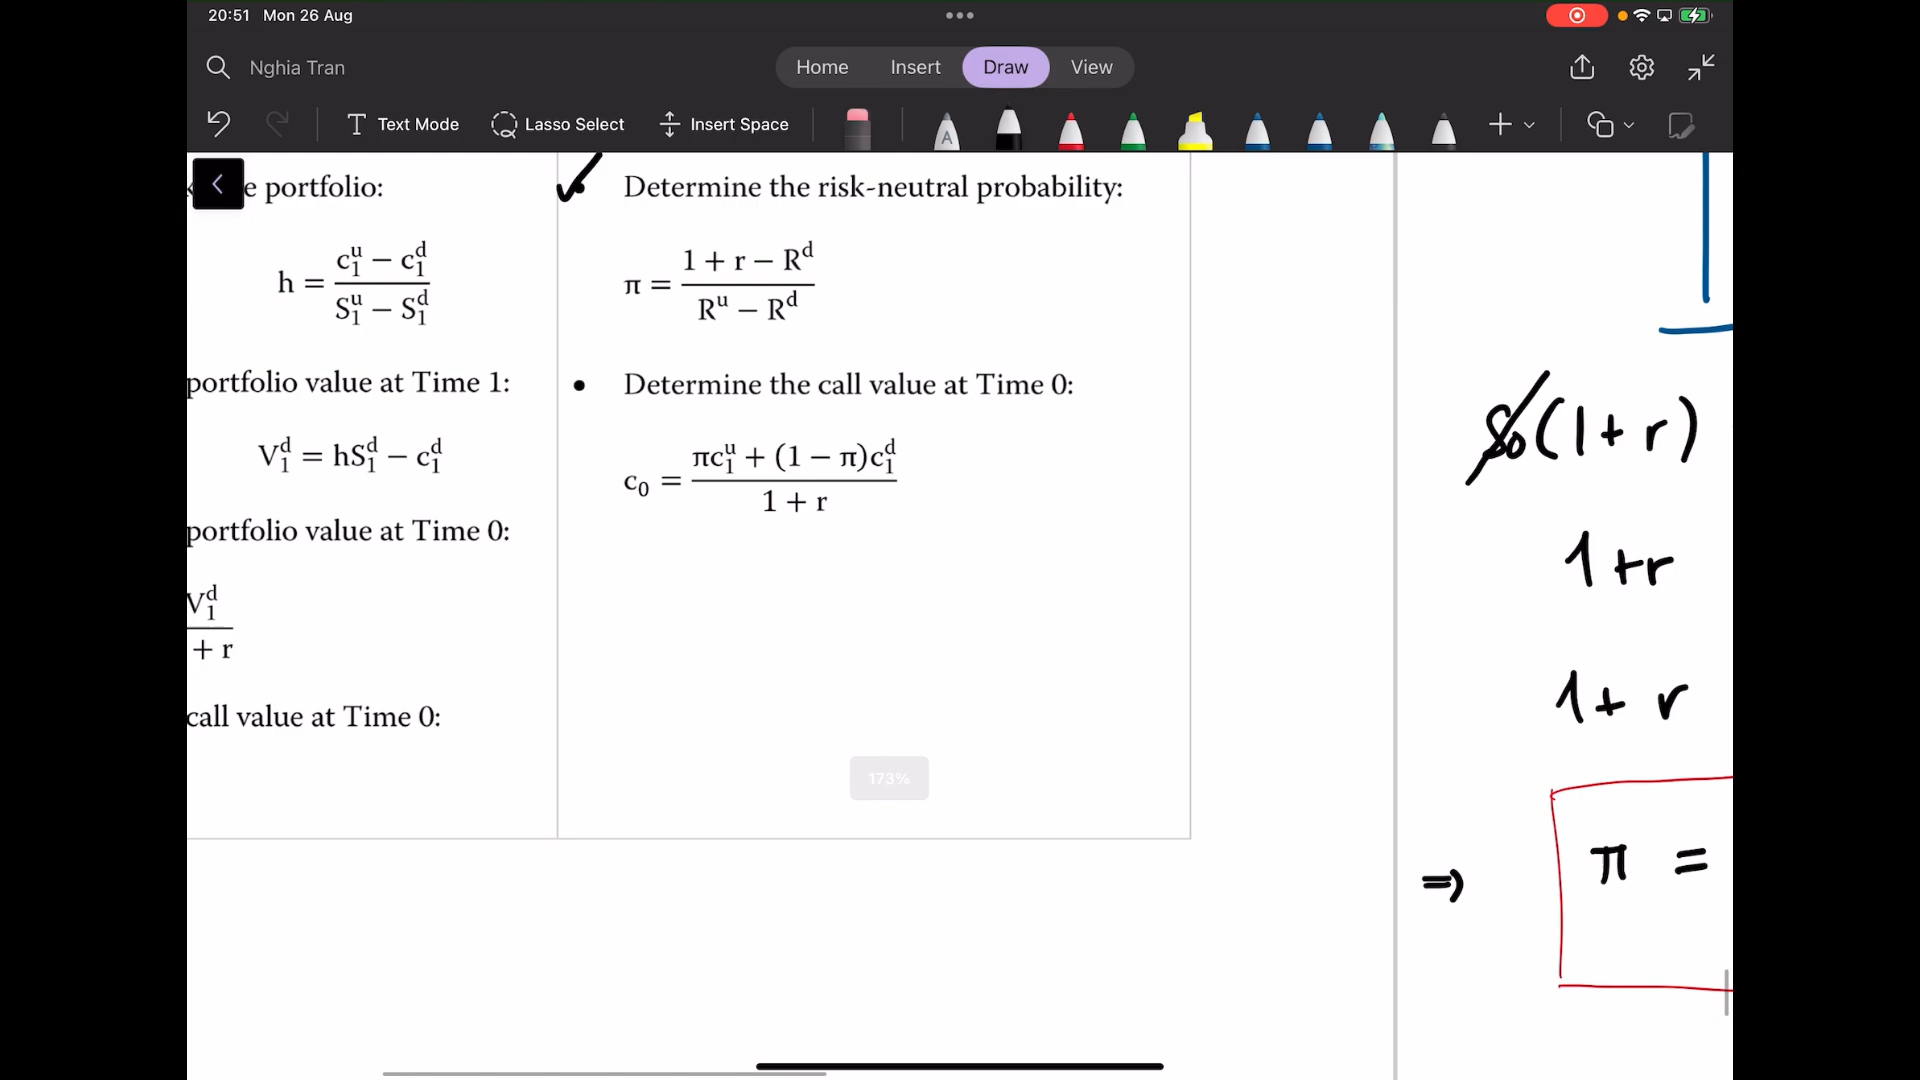 20:51 Mon 26 Aug
Nghia Tran
Home Insert Draw View
Text Mode Lasso Select Insert Space
e portfolio:
h = (c₁ᵘ − c₁ᵈ) / (S₁ᵘ − S₁ᵈ)
portfolio value at Time 1:
V₁ᵈ = hS₁ᵈ − c₁ᵈ
portfolio value at Time 0:
V₁ᵈ
+ r
call value at Time 0:
Determine the risk-neutral probability:
π = (1 + r − Rᵈ) / (Rᵘ − Rᵈ)
• Determine the call value at Time 0:
c₀ = (πc₁ᵘ + (1 − π)c₁ᵈ) / (1 + r)
173%
S₀(1+r)
1+r
1+r
⇒ π =